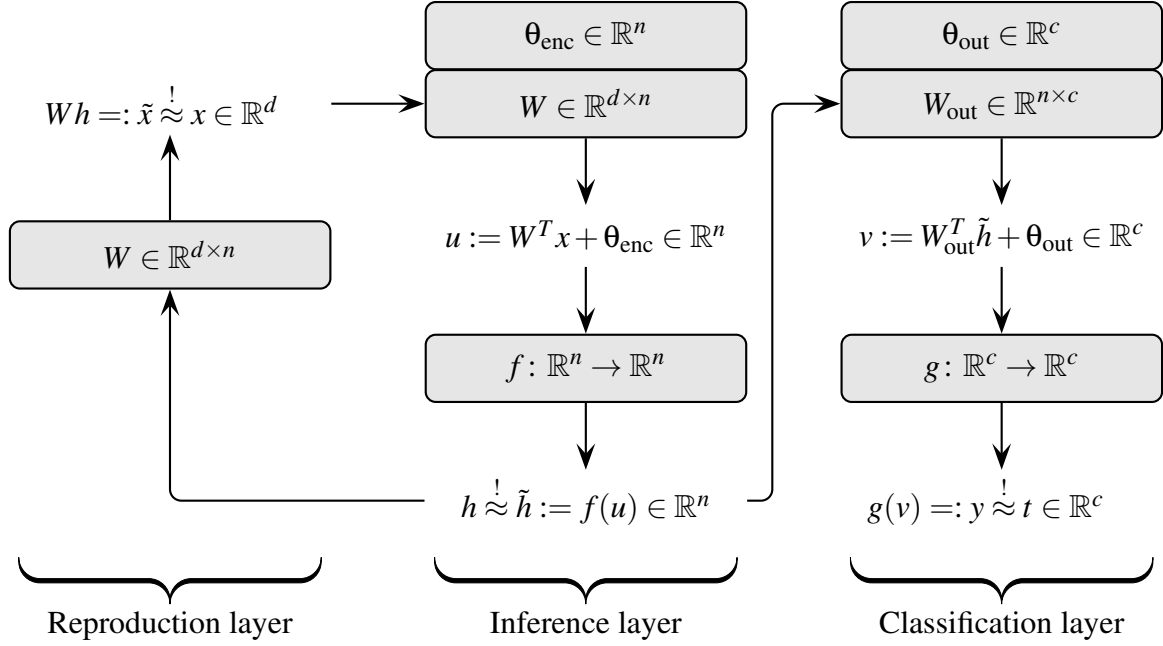 Wh =: x̃ ≈! x ∈ ℝ^d
W ∈ ℝ^{d×n}
Reproduction layer
θ_enc ∈ ℝ^n
W ∈ ℝ^{d×n}
u := W^T x + θ_enc ∈ ℝ^n
f : ℝ^n → ℝ^n
h ≈! h̃ := f(u) ∈ ℝ^n
Inference layer
θ_out ∈ ℝ^c
W_out ∈ ℝ^{n×c}
v := W_out^T h̃ + θ_out ∈ ℝ^c
g : ℝ^c → ℝ^c
g(v) =: y ≈! t ∈ ℝ^c
Classification layer